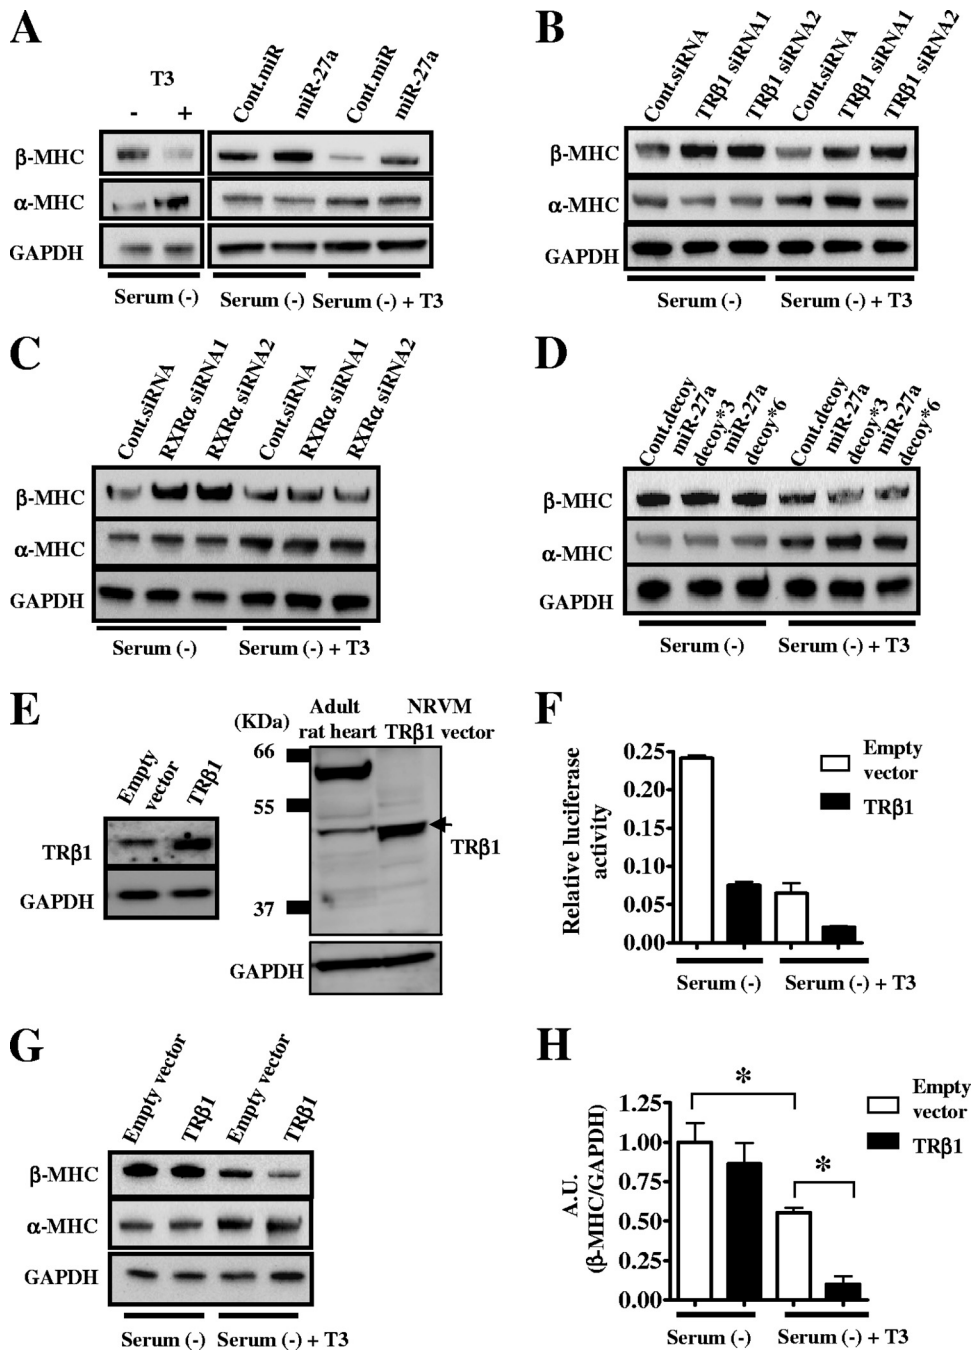 A
T3
- +
Cont.miR miR-27a Cont.miR miR-27a
β-MHC
α-MHC
GAPDH
Serum (-) Serum (-) Serum (-) + T3
B
Cont.siRNA TRβ1 siRNA1 TRβ1 siRNA2 Cont.siRNA TRβ1 siRNA1 TRβ1 siRNA2
β-MHC
α-MHC
GAPDH
Serum (-) Serum (-) + T3
C
Cont.siRNA RXRα siRNA1 RXRα siRNA2 Cont.siRNA RXRα siRNA1 RXRα siRNA2
β-MHC
α-MHC
GAPDH
Serum (-) Serum (-) + T3
D
Cont.decoy miR-27a decoy*3 miR-27a decoy*6 Cont.decoy miR-27a decoy*3 miR-27a decoy*6
β-MHC
α-MHC
GAPDH
Serum (-) Serum (-) + T3
E
Empty vector TRβ1
TRβ1
GAPDH
(KDa)
Adult rat heart
NRVM TRβ1 vector
66
55
37
TRβ1
GAPDH
F
Relative luciferase activity
0.25
0.20
0.15
0.10
0.05
0.00
Empty vector
TRβ1
Serum (-) Serum (-) + T3
G
Empty vector TRβ1 Empty vector TRβ1
β-MHC
α-MHC
GAPDH
Serum (-) Serum (-) + T3
H
A.U.
(β-MHC/GAPDH)
1.25
1.00
0.75
0.50
0.25
0.00
*
*
Empty vector
TRβ1
Serum (-) Serum (-) + T3